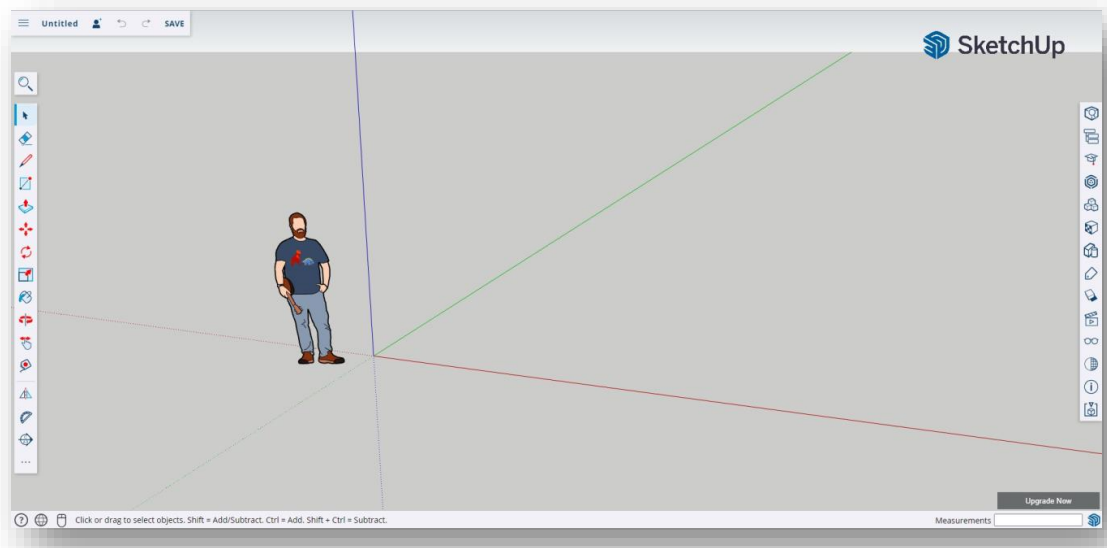 Untitled SAVE
SketchUp
Upgrade Now
Click or drag to select objects. Shift = Add/Subtract. Ctrl = Add. Shift + Ctrl = Subtract.
Measurements